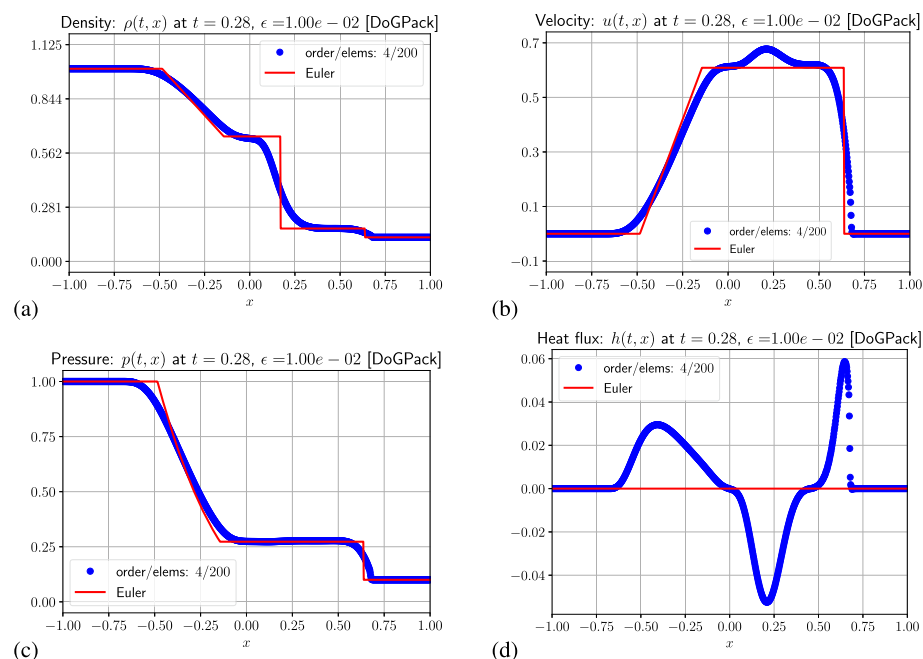 Density: ρ(t, x) at t = 0.28, ϵ =1.00e − 02 [DoGPack]
1.125
0.844
0.562
0.281
0.000
order/elems: 4/200
Euler
−1.00 −0.75 −0.50 −0.25 0.00 0.25 0.50 0.75 1.00
x
(a)
Velocity: u(t, x) at t = 0.28, ϵ =1.00e − 02 [DoGPack]
0.7
0.5
0.3
0.1
−0.1
order/elems: 4/200
Euler
−1.00 −0.75 −0.50 −0.25 0.00 0.25 0.50 0.75 1.00
x
(b)
Pressure: p(t, x) at t = 0.28, ϵ =1.00e − 02 [DoGPack]
1.00
0.75
0.50
0.25
0.00
order/elems: 4/200
Euler
−1.00 −0.75 −0.50 −0.25 0.00 0.25 0.50 0.75 1.00
x
(c)
Heat flux: h(t, x) at t = 0.28, ϵ =1.00e − 02 [DoGPack]
0.06
0.04
0.02
0.00
−0.02
−0.04
order/elems: 4/200
Euler
−1.00 −0.75 −0.50 −0.25 0.00 0.25 0.50 0.75 1.00
x
(d)